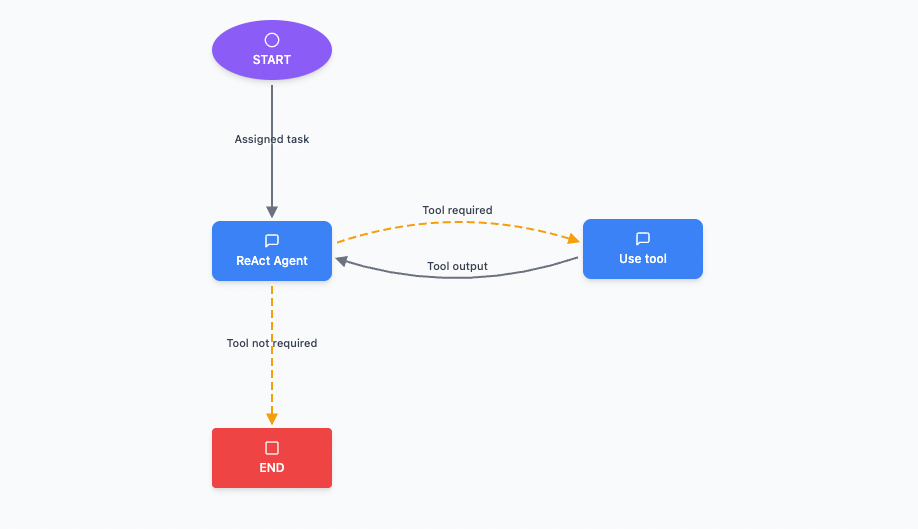 START
Assigned task
Tool required
ReAct Agent
Use tool
Tool output
Tool not required
END